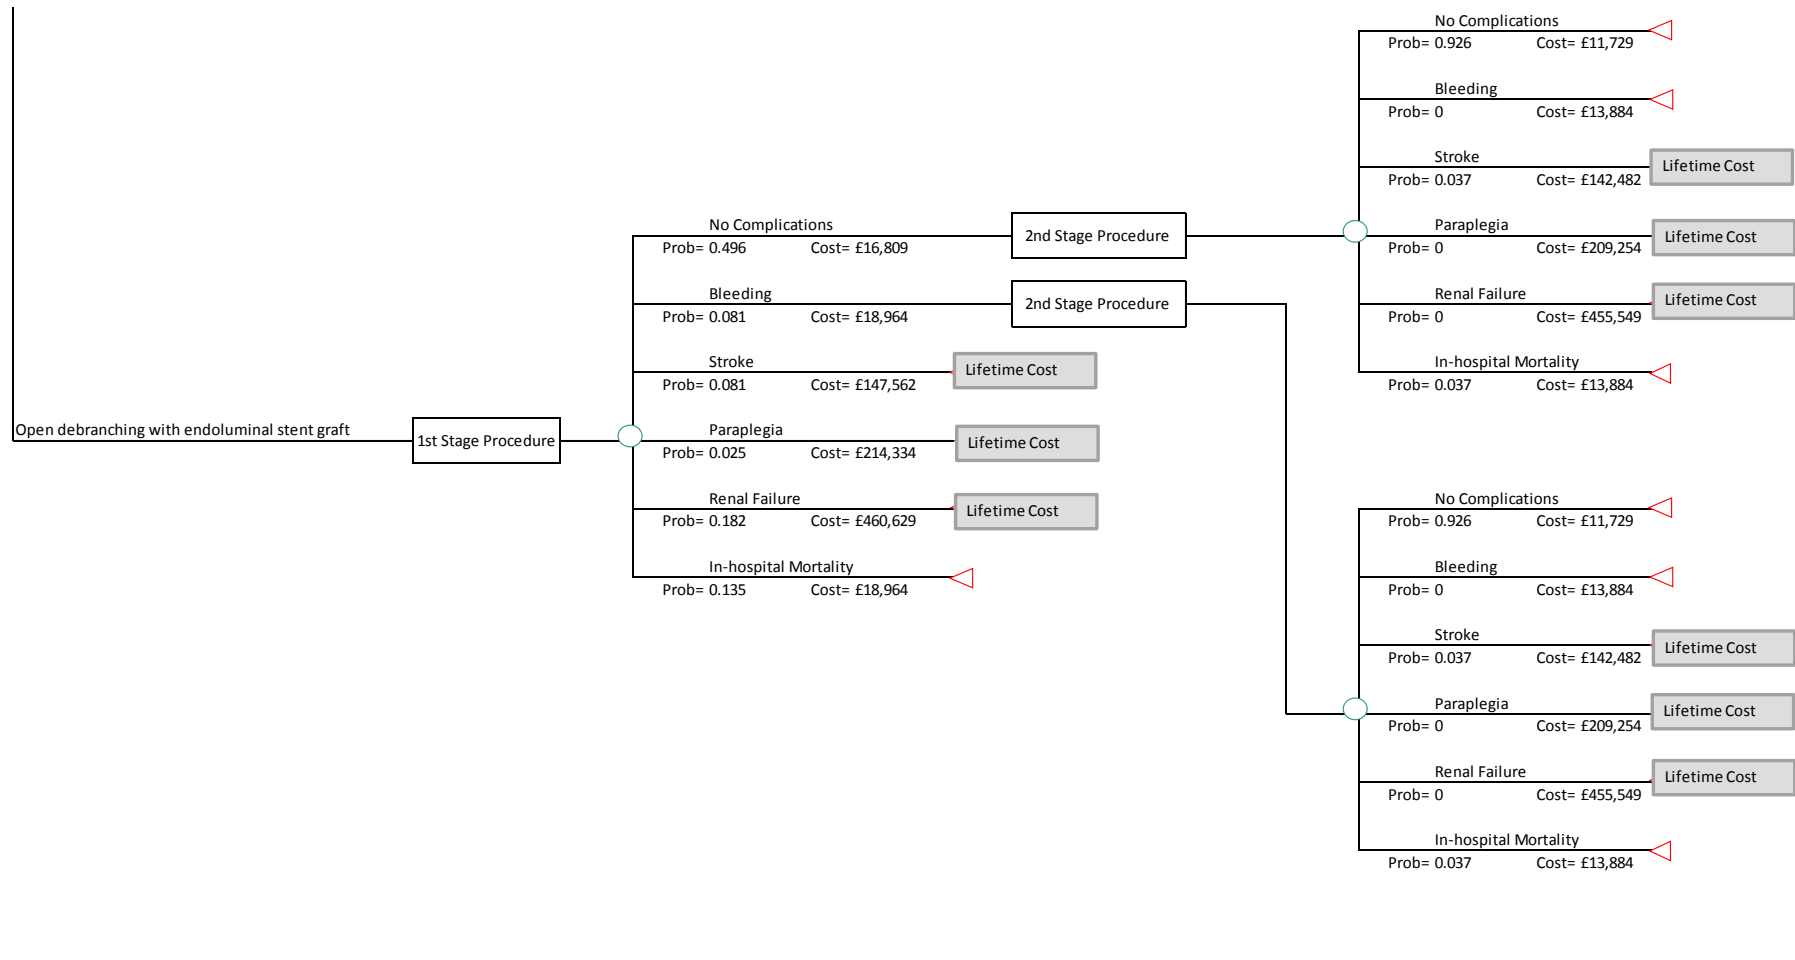 No Complications
Prob= 0.926 Cost= £11,729
Bleeding
Prob= 0 Cost= £13,884
Stroke
Prob= 0.037 Cost= £142,482
Lifetime Cost
Paraplegia
Prob= 0 Cost= £209,254
Lifetime Cost
Renal Failure
Prob= 0 Cost= £455,549
Lifetime Cost
In-hospital Mortality
Prob= 0.037 Cost= £13,884
No Complications
Prob= 0.496 Cost= £16,809
2nd Stage Procedure
Bleeding
Prob= 0.081 Cost= £18,964
2nd Stage Procedure
Stroke
Prob= 0.081 Cost= £147,562
Lifetime Cost
Open debranching with endoluminal stent graft
1st Stage Procedure
Paraplegia
Prob= 0.025 Cost= £214,334
Lifetime Cost
Renal Failure
Prob= 0.182 Cost= £460,629
Lifetime Cost
In-hospital Mortality
Prob= 0.135 Cost= £18,964
No Complications
Prob= 0.926 Cost= £11,729
Bleeding
Prob= 0 Cost= £13,884
Stroke
Prob= 0.037 Cost= £142,482
Lifetime Cost
Paraplegia
Prob= 0 Cost= £209,254
Lifetime Cost
Renal Failure
Prob= 0 Cost= £455,549
Lifetime Cost
In-hospital Mortality
Prob= 0.037 Cost= £13,884